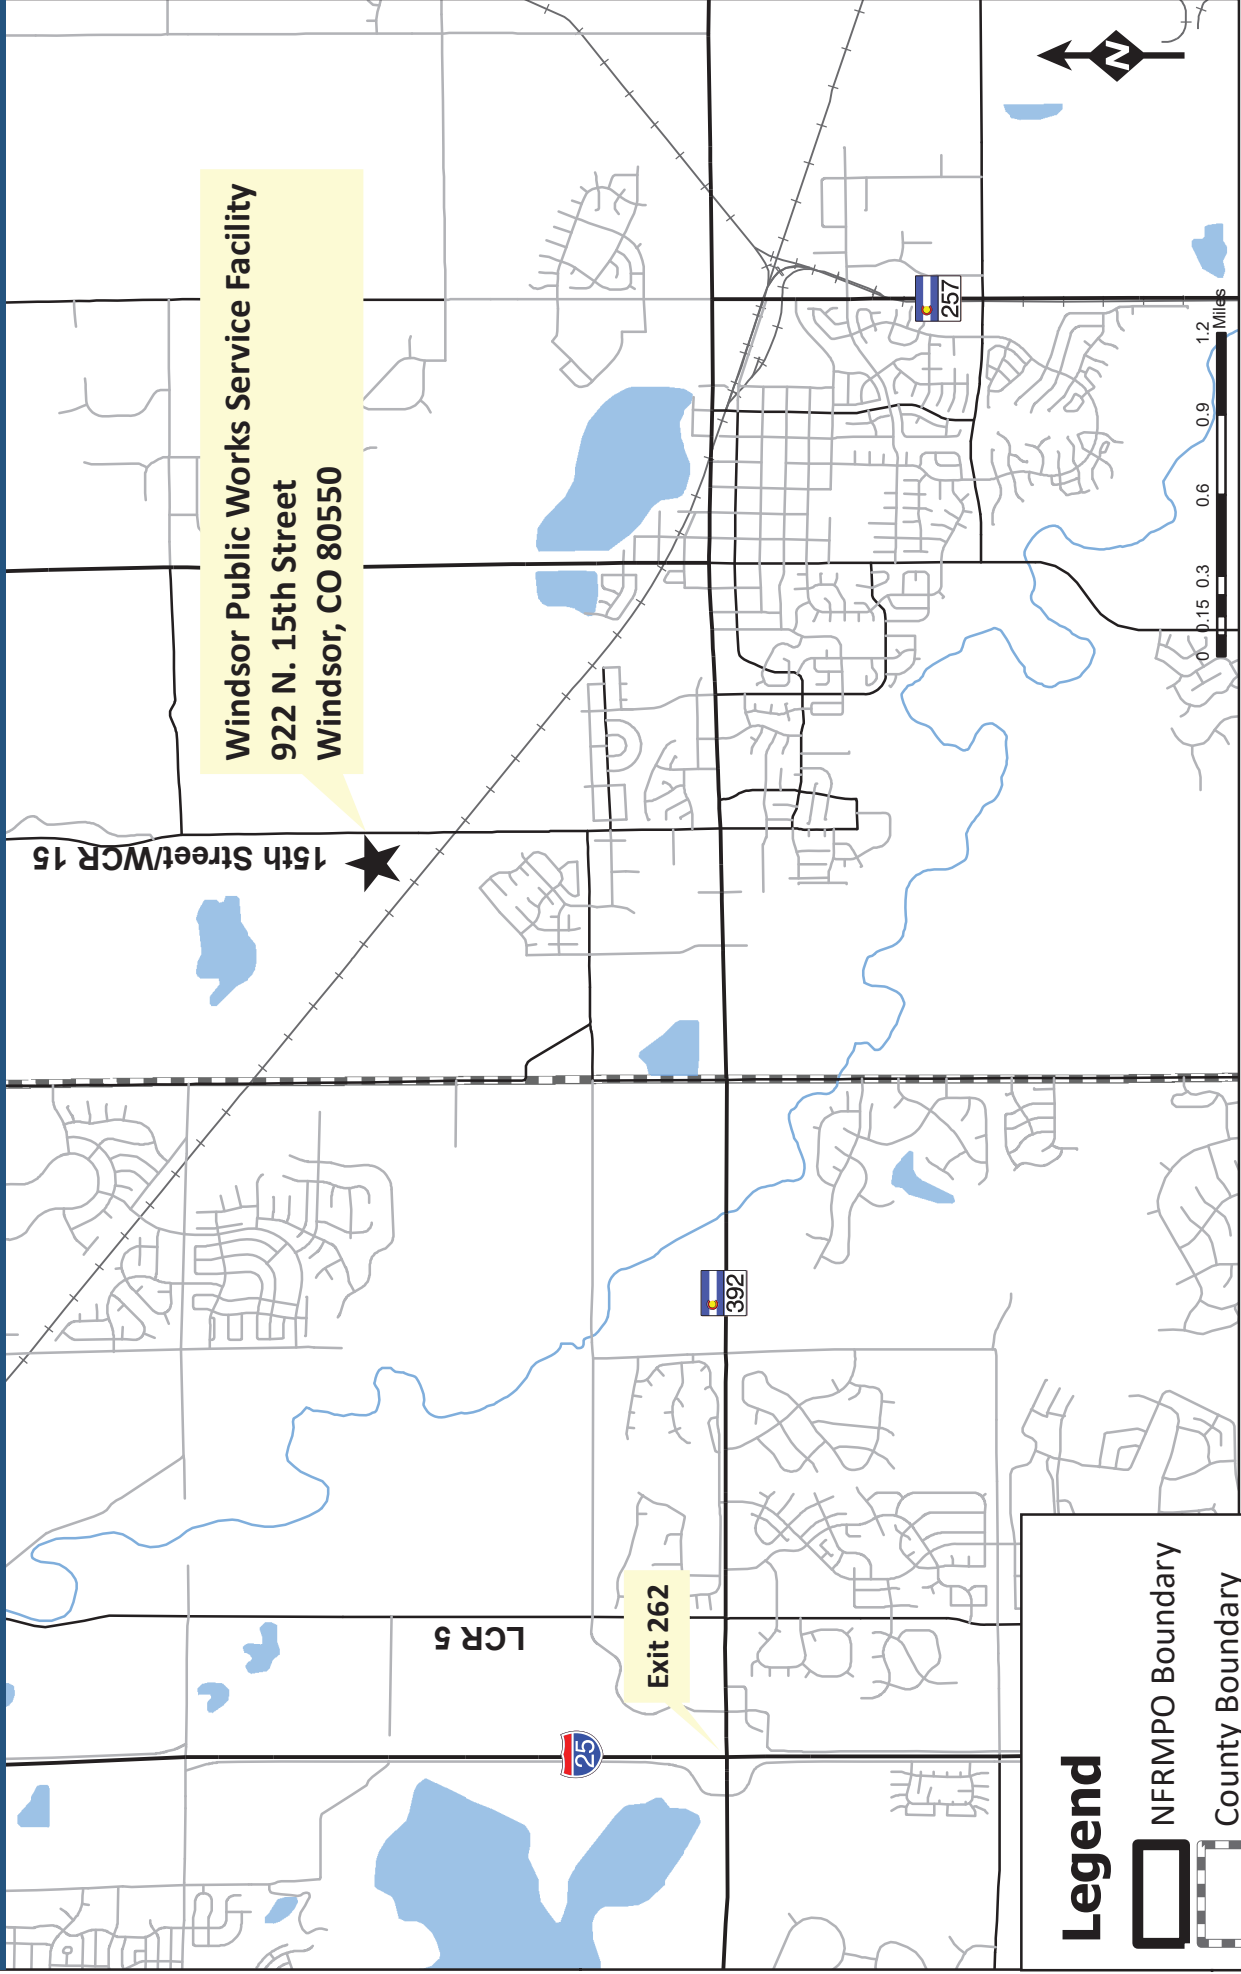 Windsor Public Works Service Facility
922 N. 15th Street
Windsor, CO 80550
15th Street/WCR 15
LCR 5
Exit 262
25
392
257
N
0 0.15 0.3 0.6 0.9 1.2
Miles
Legend
NFRMPO Boundary
County Boundary